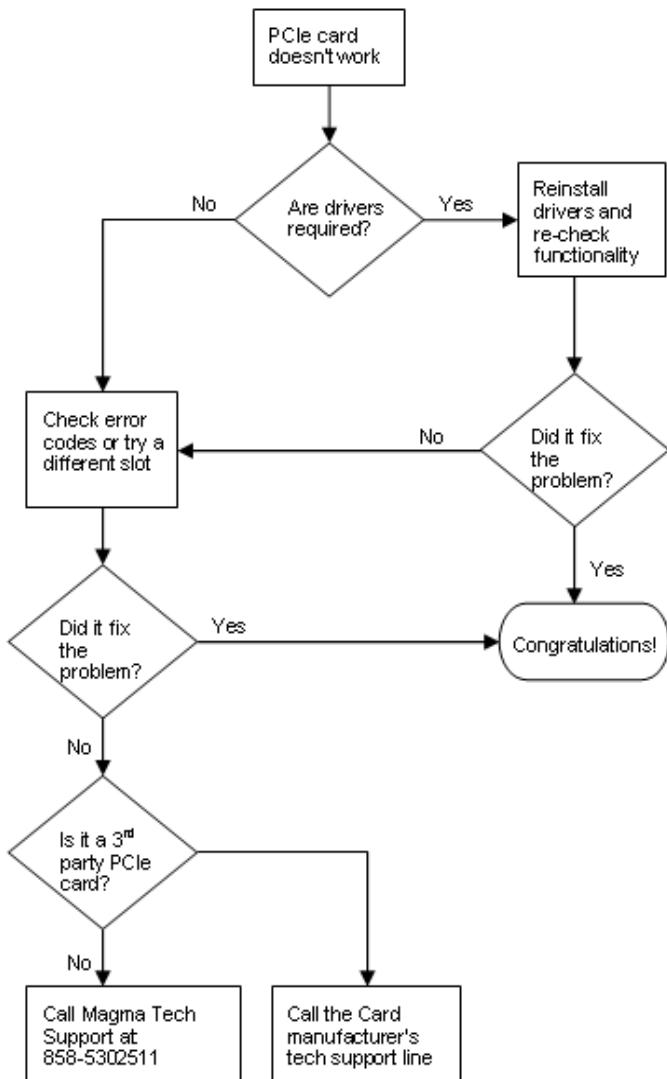 PCIe card
doesn't work
No
Are drivers
required?
Yes
Reinstall
drivers and
re-check
functionality
Check error
codes or try a
different slot
No
Did it fix
the
problem?
Yes
Did it fix
the
problem?
Yes
Congratulations!
No
Is it a 3rd
party PCIe
card?
No
Call Magma Tech
Support at
858-5302511
Call the Card
manufacturer's
tech support line